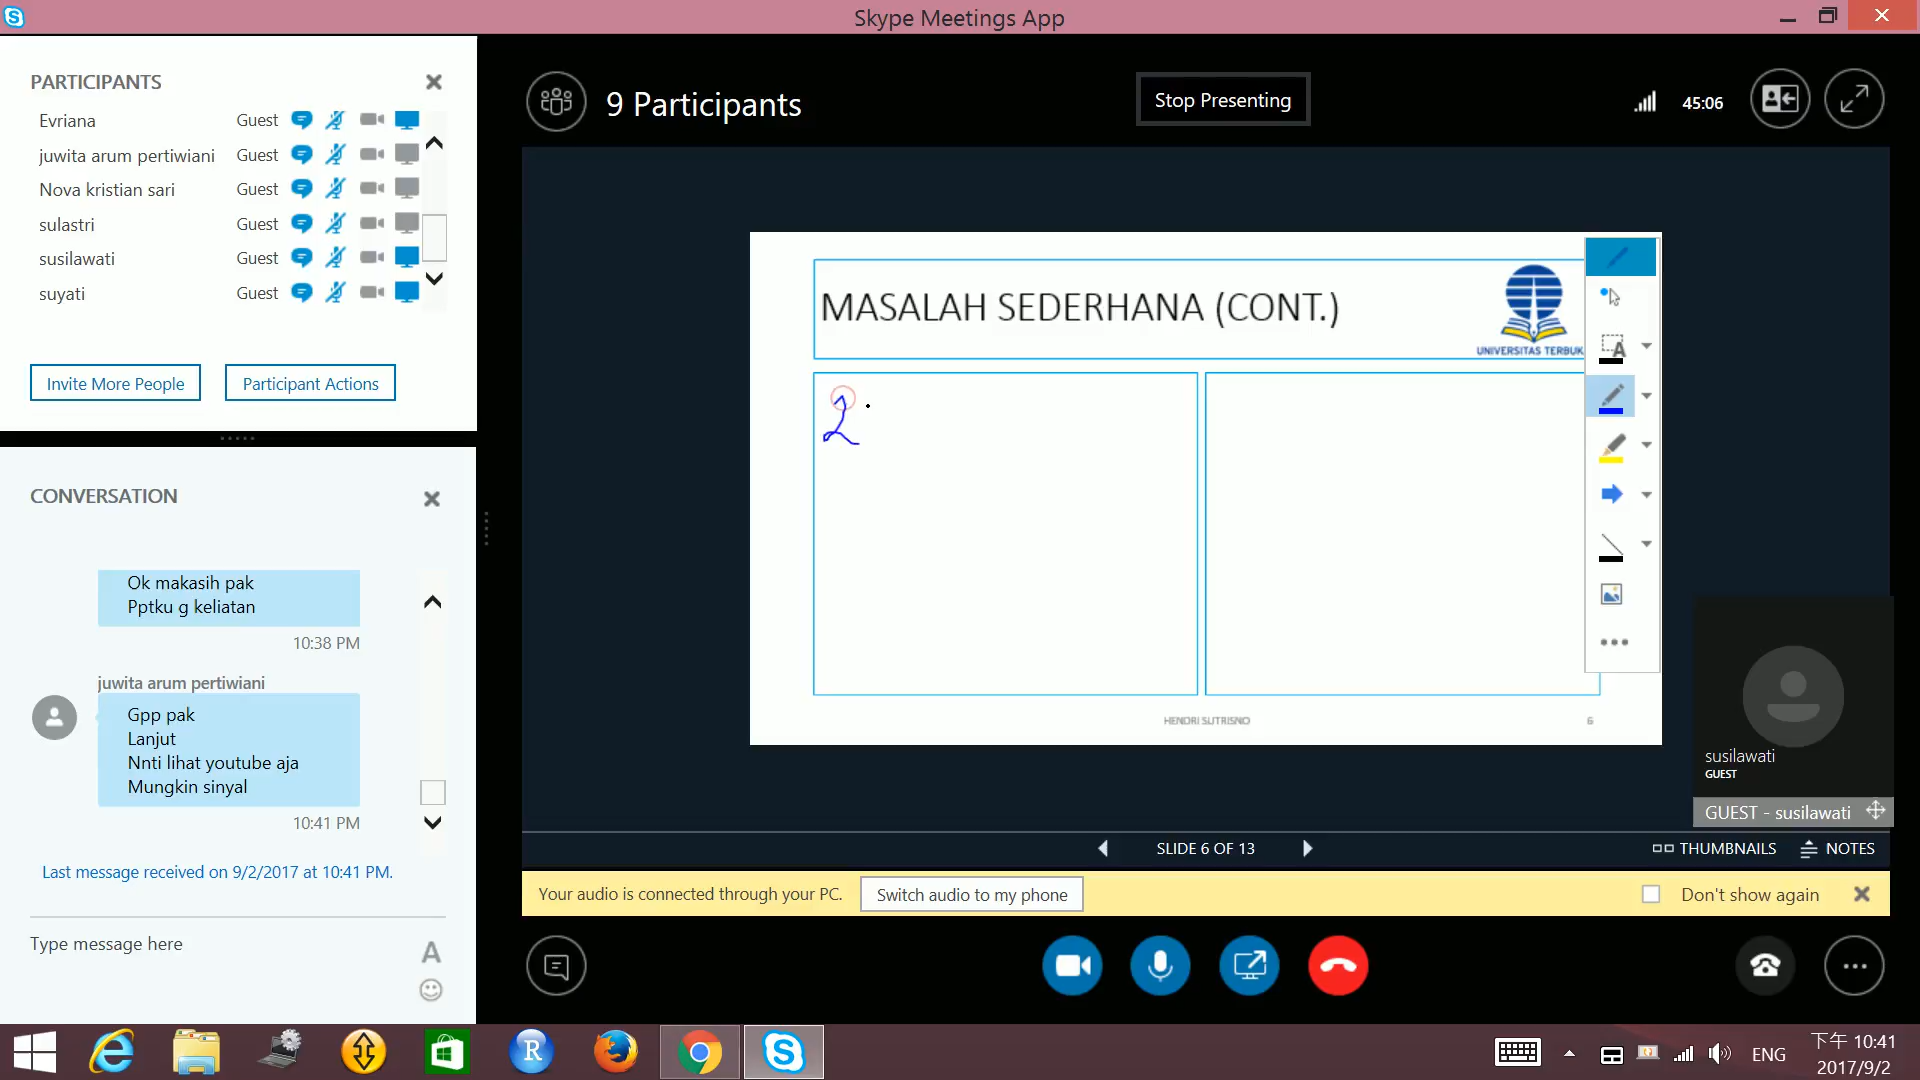 Skype Meetings App
PARTICIPANTS
Evriana Guest
juwita arum pertiwiani Guest
Nova kristian sari Guest
sulastri Guest
susilawati Guest
suyati Guest
Invite More People Participant Actions
CONVERSATION
Ok makasih pak
Pptku g keliatan
10:38 PM
juwita arum pertiwiani
Gpp pak
Lanjut
Nnti lihat youtube aja
Mungkin sinyal
10:41 PM
Last message received on 9/2/2017 at 10:41 PM.
Type message here
A
9 Participants
Stop Presenting
45:06
MASALAH SEDERHANA (CONT.)
UNIVERSITAS TERBUK
2.
A
HENDRI SUTRISNO
6
susilawati
GUEST
GUEST - susilawati
SLIDE 6 OF 13
THUMBNAILS
NOTES
Your audio is connected through your PC. Switch audio to my phone
Don't show again
R
ENG
下午 10:41
2017/9/2